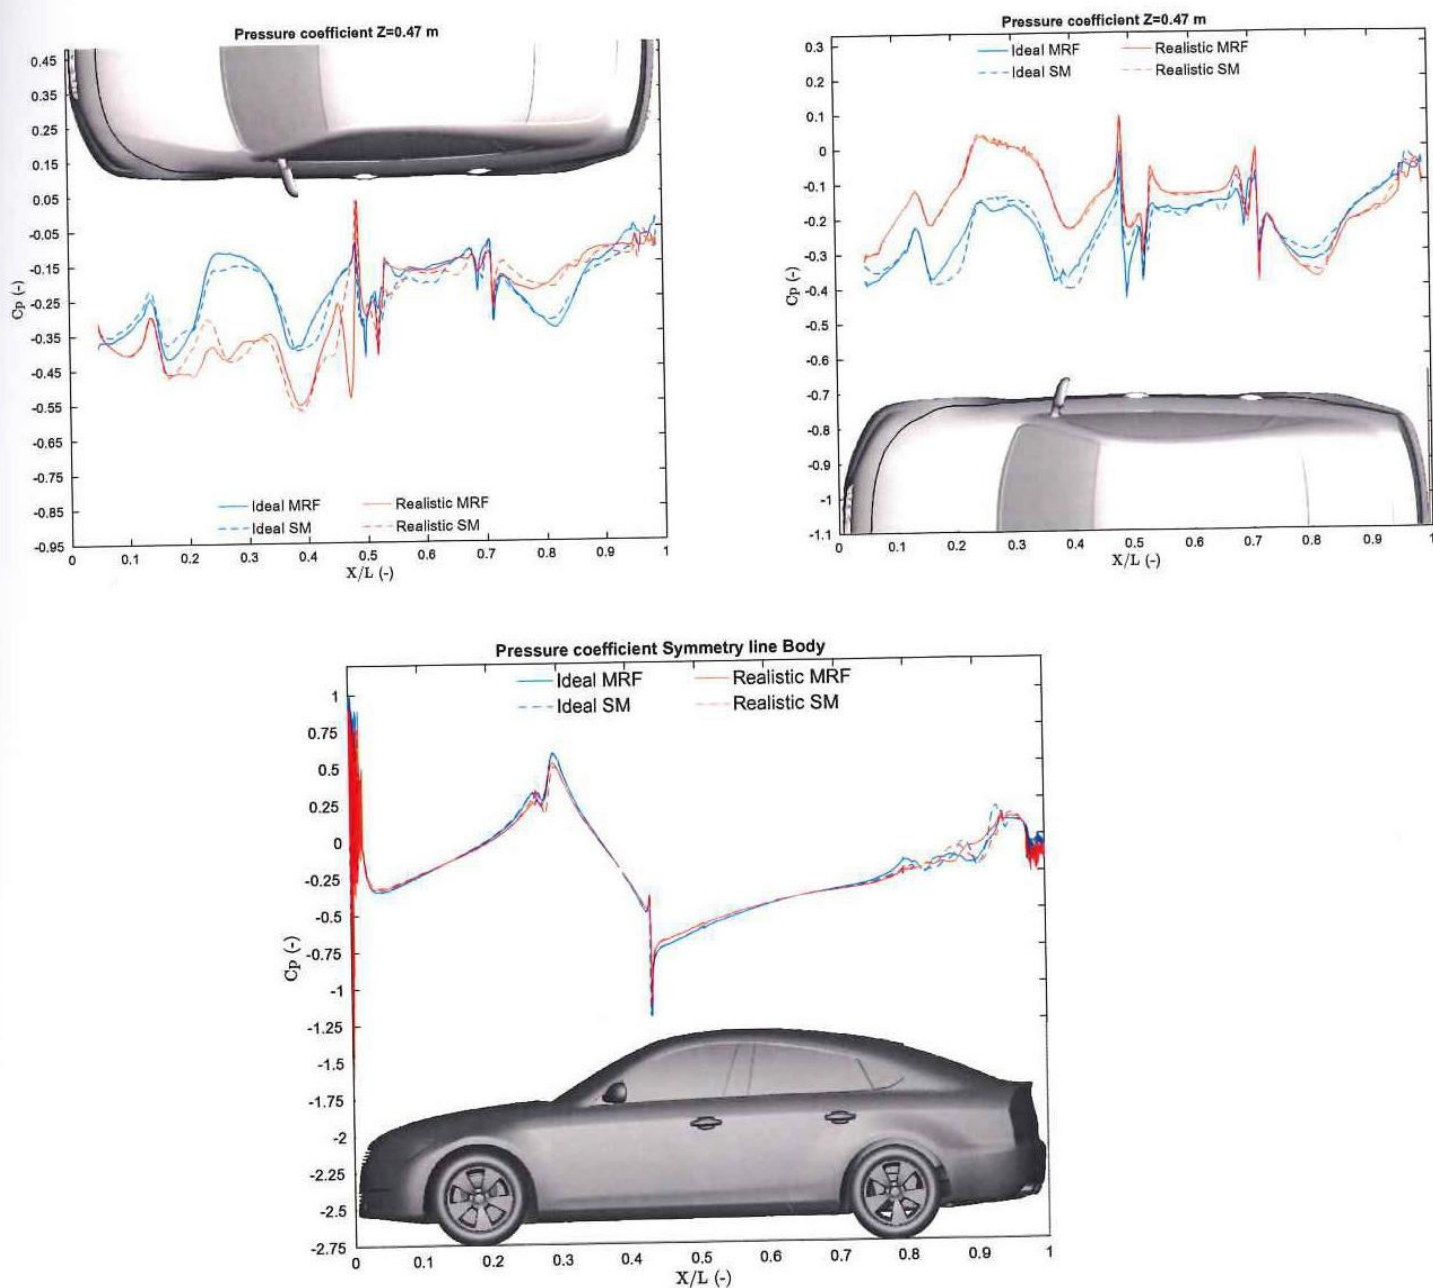 Pressure coefficient Z=0.47 m
0.45
0.35
0.25
0.15
0.05
-0.05
-0.15
-0.25
-0.35
-0.45
-0.55
-0.65
-0.75
-0.85
-0.95
Cp (-)
Ideal MRF Realistic MRF
Ideal SM Realistic SM
0 0.1 0.2 0.3 0.4 0.5 0.6 0.7 0.8 0.9 1
X/L (-)
Pressure coefficient Z=0.47 m
Ideal MRF Realistic MRF
Ideal SM Realistic SM
0.3
0.2
0.1
0
-0.1
-0.2
-0.3
-0.4
-0.5
-0.6
-0.7
-0.8
-0.9
-1
-1.1
Cp (-)
0 0.1 0.2 0.3 0.4 0.5 0.6 0.7 0.8 0.9 1
X/L (-)
Pressure coefficient Symmetry line Body
Ideal MRF Realistic MRF
Ideal SM Realistic SM
1
0.75
0.5
0.25
0
-0.25
-0.5
-0.75
-1
-1.25
-1.5
-1.75
-2
-2.25
-2.5
-2.75
Cp (-)
0 0.1 0.2 0.3 0.4 0.5 0.6 0.7 0.8 0.9 1
X/L (-)